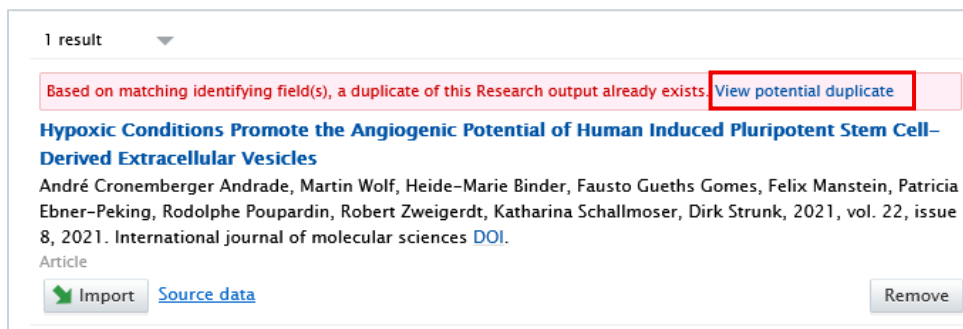 1 result
Based on matching identifying field(s), a duplicate of this Research output already exists. View potential duplicate
Hypoxic Conditions Promote the Angiogenic Potential of Human Induced Pluripotent Stem Cell-
Derived Extracellular Vesicles
André Cronemberger Andrade, Martin Wolf, Heide-Marie Binder, Fausto Gueths Gomes, Felix Manstein, Patricia
Ebner-Peking, Rodolphe Poupardin, Robert Zweigerdt, Katharina Schallmoser, Dirk Strunk, 2021, vol. 22, issue
8, 2021. International journal of molecular sciences DOI.
Article
Import Source data Remove